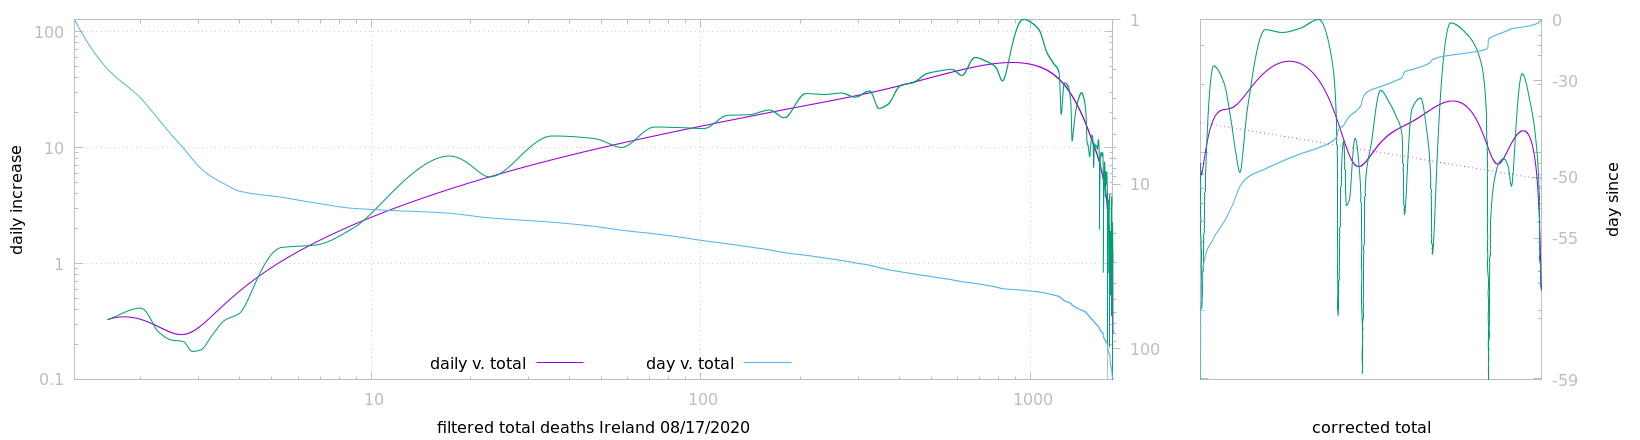 daily increase
100
10
1
0.1
10
100
1000
1
10
100
daily v. total
day v. total
filtered total deaths Ireland 08/17/2020
0
-30
-50
-55
-59
day since
corrected total